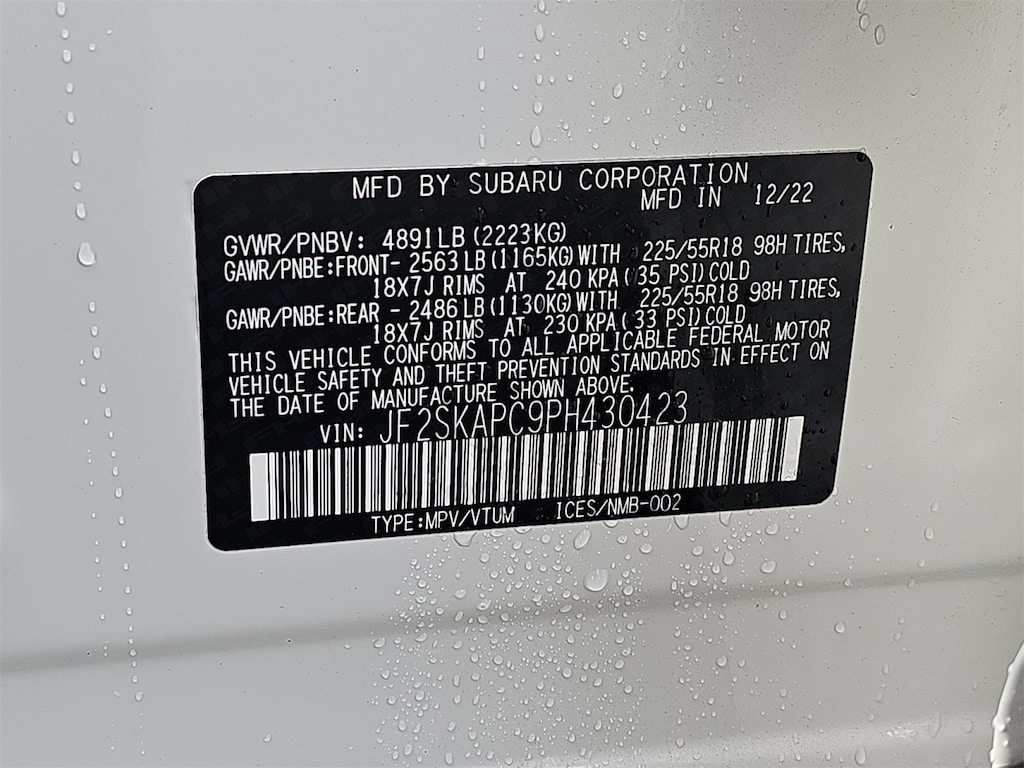 MFD BY SUBARU CORPORATION
MFD IN 12/22
GVWR/PNBV: 4891LB (2223KG)
GAWR/PNBE:FRONT- 2563LB (1165KG) WITH 225/55R18 98H TIRES,
18X7J RIMS AT 240 KPA (35 PSI) COLD
GAWR/PNBE:REAR - 2486LB (1130KG) WITH 225/55R18 98H TIRES,
18X7J RIMS AT 230 KPA (33 PSI) COLD
THIS VEHICLE CONFORMS TO ALL APPLICABLE FEDERAL MOTOR
VEHICLE SAFETY AND THEFT PREVENTION STANDARDS IN EFFECT ON
THE DATE OF MANUFACTURE SHOWN ABOVE.
VIN: JF2SKAPC9PH430423
TYPE:MPV/VTUM ICES/NMB-002